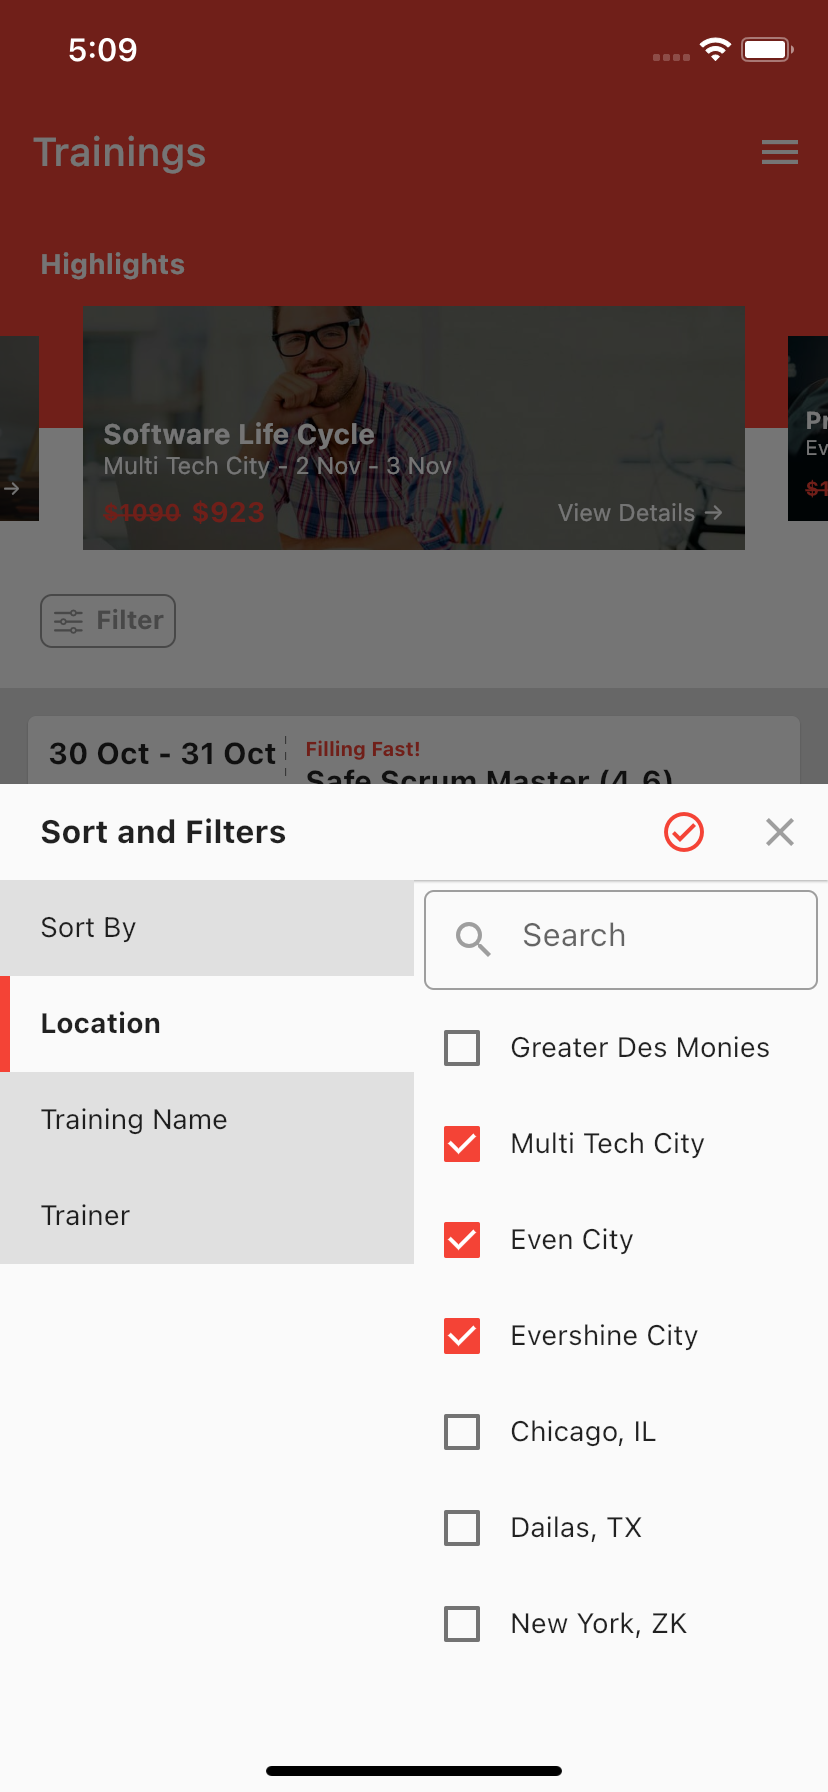 5:09
Trainings
Highlights
Software Life Cycle
Multi Tech City - 2 Nov - 3 Nov
$1090 $923
View Details →
→
Pr
Ev
$1
Filter
30 Oct - 31 Oct
Filling Fast!
Safe Scrum Master (4.6)
Sort and Filters
Sort By
Location
Training Name
Trainer
Search
Greater Des Monies
Multi Tech City
Even City
Evershine City
Chicago, IL
Dailas, TX
New York, ZK